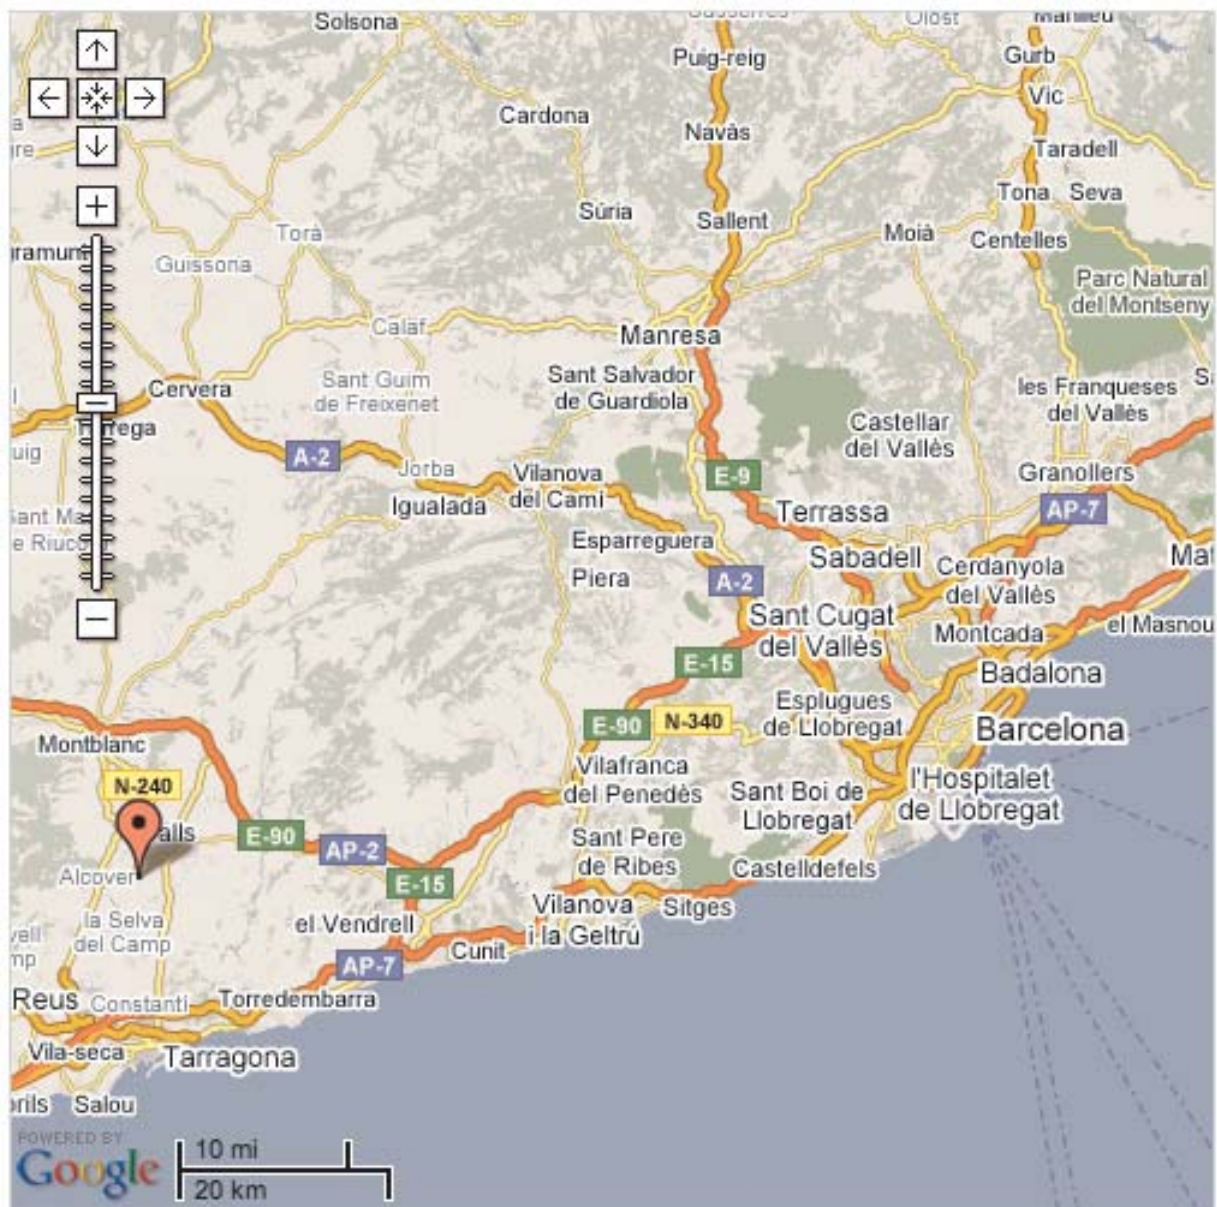 Solsona
Olost
Manlleu
Puig-reig
Gurb
Vic
Cardona
Navàs
Taradell
Tona
Seva
Súria
Sallent
Moià
Centelles
Torà
Guissona
Parc Natural
del Montseny
Calaf
Manresa
Cervera
Sant Guim
de Freixenet
Sant Salvador
de Guardiola
les Franqueses
del Vallès
Castellar
del Vallès
A-2
Jorba
Vilanova
del Camí
E-9
Granollers
Igualada
Terrassa
AP-7
Esparreguera
Sabadell
Piera
A-2
Cerdanyola
del Vallès
Sant Cugat
del Vallès
Montcada
el Masnou
E-15
Badalona
Esplugues
de Llobregat
E-90
N-340
Barcelona
Montblanc
N-240
Vilafranca
del Penedès
Sant Boi de
Llobregat
l'Hospitalet
de Llobregat
alls
E-90
AP-2
Sant Pere
de Ribes
Castelldefels
Alcover
E-15
Vilanova
i la Geltrú
Sitges
la Selva
del Camp
el Vendrell
Cunit
AP-7
Reus
Constantí
Torredembarra
Vila-seca
Tarragona
Salou
POWERED BY
Google
10 mi
20 km